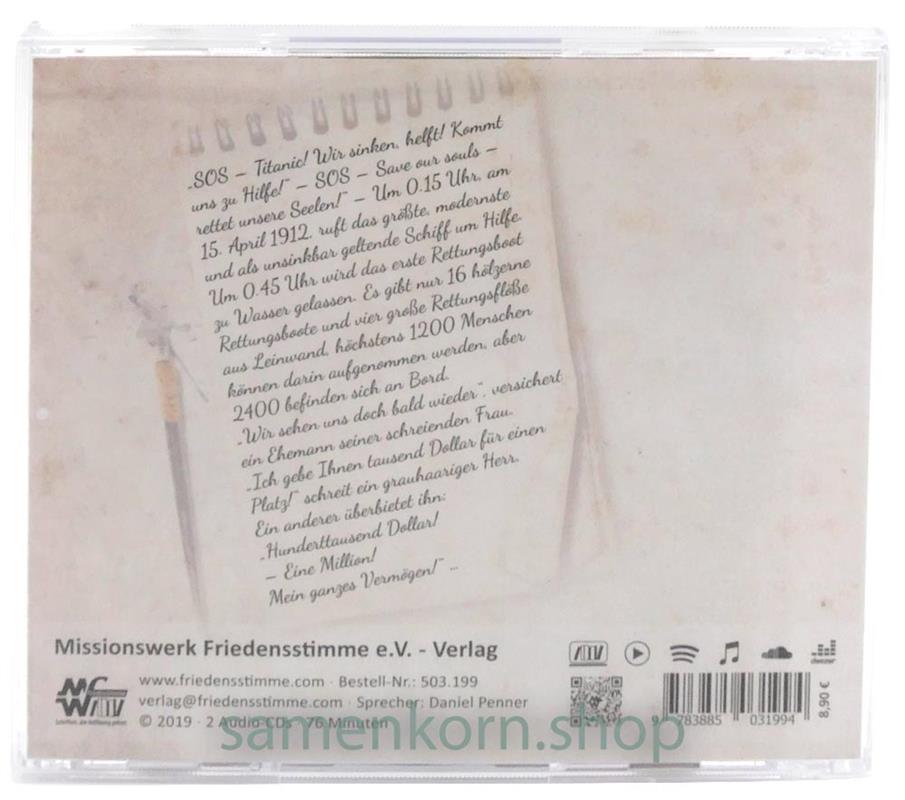 „SOS – Titanic! Wir sinken, helft! Kommt
uns zu Hilfe!“ – SOS – Save our souls –
rettet unsere Seelen!“ – Um 0.15 Uhr, am
15. April 1912, ruft das größte, modernste
und als unsinkbar geltende Schiff um Hilfe.
Um 0.45 Uhr wird das erste Rettungsboot
zu Wasser gelassen. Es gibt nur 16 hölzerne
Rettungsboote und vier große Rettungsflöße
aus Leinwand, höchstens 1200 Menschen
können darin aufgenommen werden, aber
2400 befinden sich an Bord.
„Wir sehen uns doch bald wieder“, versichert
ein Ehemann seiner schreienden Frau.
„Ich gebe Ihnen tausend Dollar für einen
Platz!“ schreit ein grauhaariger Herr.
Ein anderer überbietet ihn:
„Hunderttausend Dollar!
– Eine Million!
Mein ganzes Vermögen!“ ...
Missionswerk Friedensstimme e.V. - Verlag
www.friedensstimme.com · Bestell-Nr.: 503.199
verlag@friedensstimme.com · Sprecher: Daniel Penner
© 2019 · 2 Audio-CDs · 76 Minuten
deezer
9 783885 031994
8,90 €
samenkorn.shop